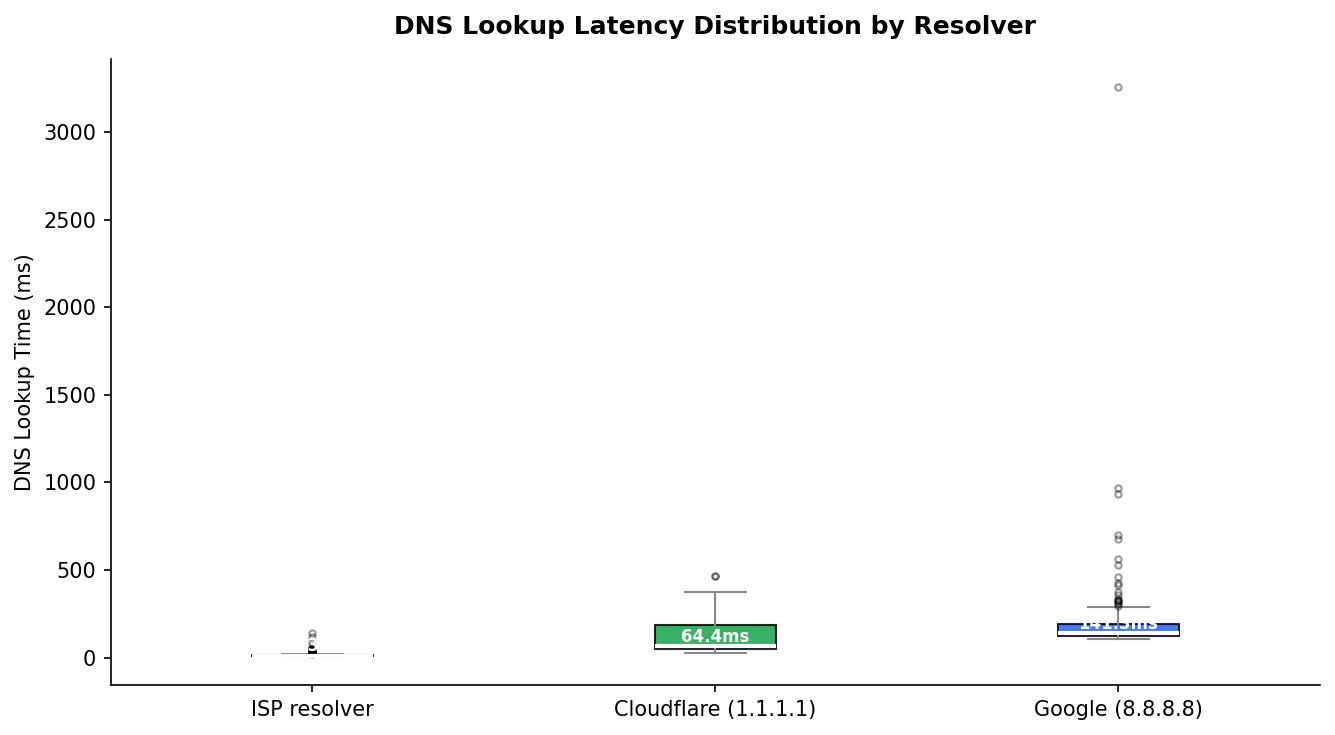 DNS Lookup Latency Distribution by Resolver
DNS Lookup Time (ms)
3000
2500
2000
1500
1000
500
0
64.4ms
ISP resolver
Cloudflare (1.1.1.1)
Google (8.8.8.8)